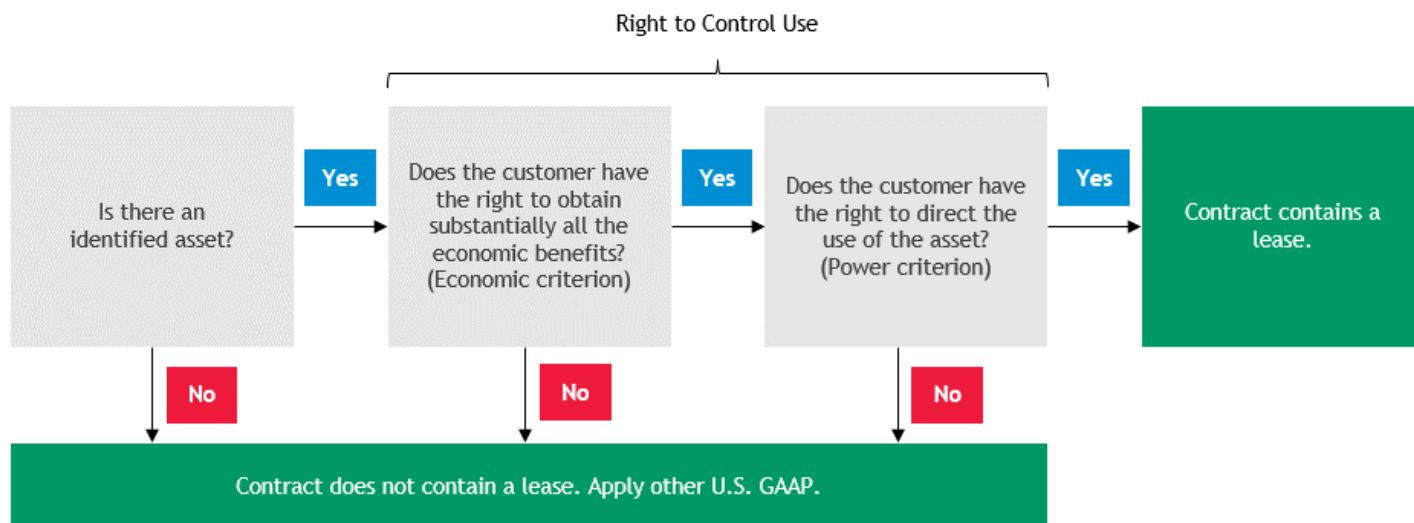 Right to Control Use
Is there an
identified asset?
Yes
Does the customer have
the right to obtain
substantially all the
economic benefits?
(Economic criterion)
Yes
Does the customer have
the right to direct the
use of the asset?
(Power criterion)
Yes
Contract contains a
lease.
No
No
No
Contract does not contain a lease. Apply other U.S. GAAP.